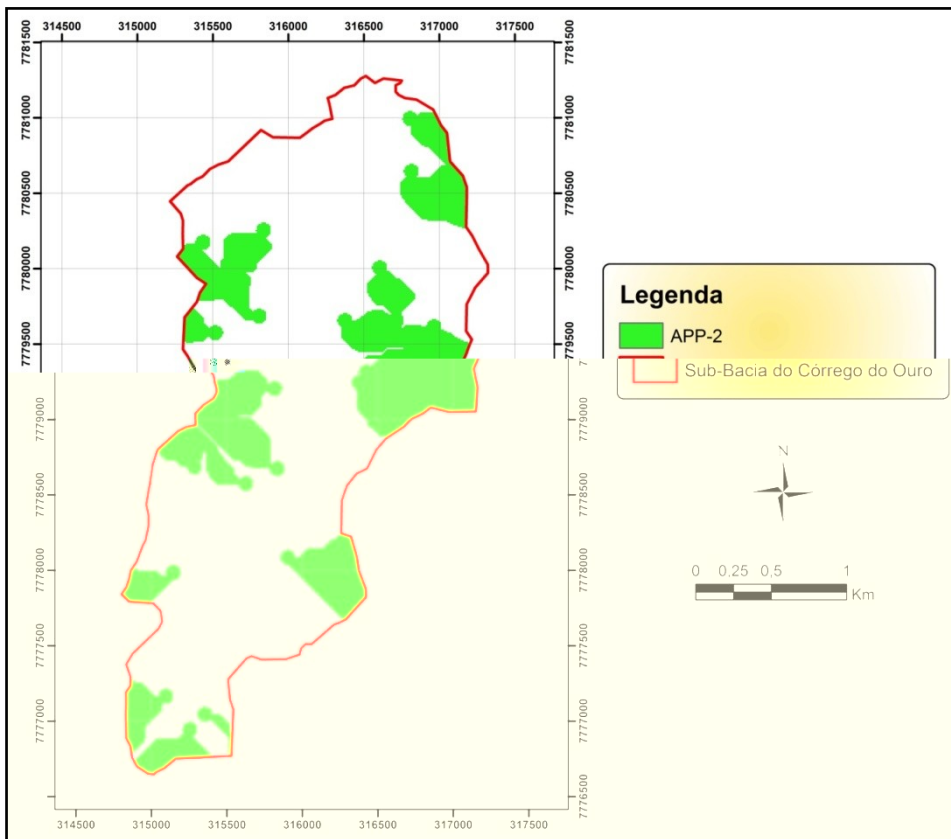 314500 315000 315500 316000 316500 317000 317500
7781500 7781500
7781000 7781000
7780500 7780500
7780000 7780000
7779500 7779500
Legenda
APP-2
Sub-Bacia do Córrego do Ouro
7779000 7779000
7778500 7778500
N
7778000 7778000
0 0,25 0,5 1
Km
7777500 7777500
7777000 7777000
7776500
314500 315000 315500 316000 316500 317000 317500